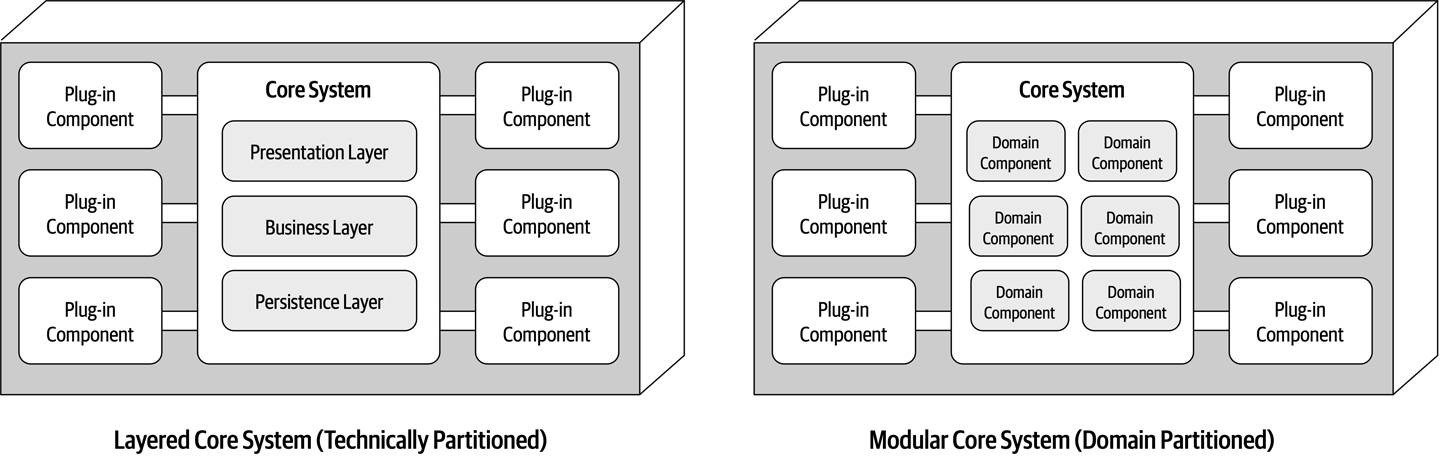 Plug-in
Component
Plug-in
Component
Plug-in
Component
Core System
Presentation Layer
Business Layer
Persistence Layer
Plug-in
Component
Plug-in
Component
Plug-in
Component
Layered Core System (Technically Partitioned)
Plug-in
Component
Plug-in
Component
Plug-in
Component
Core System
Domain
Component
Domain
Component
Domain
Component
Domain
Component
Domain
Component
Domain
Component
Plug-in
Component
Plug-in
Component
Plug-in
Component
Modular Core System (Domain Partitioned)